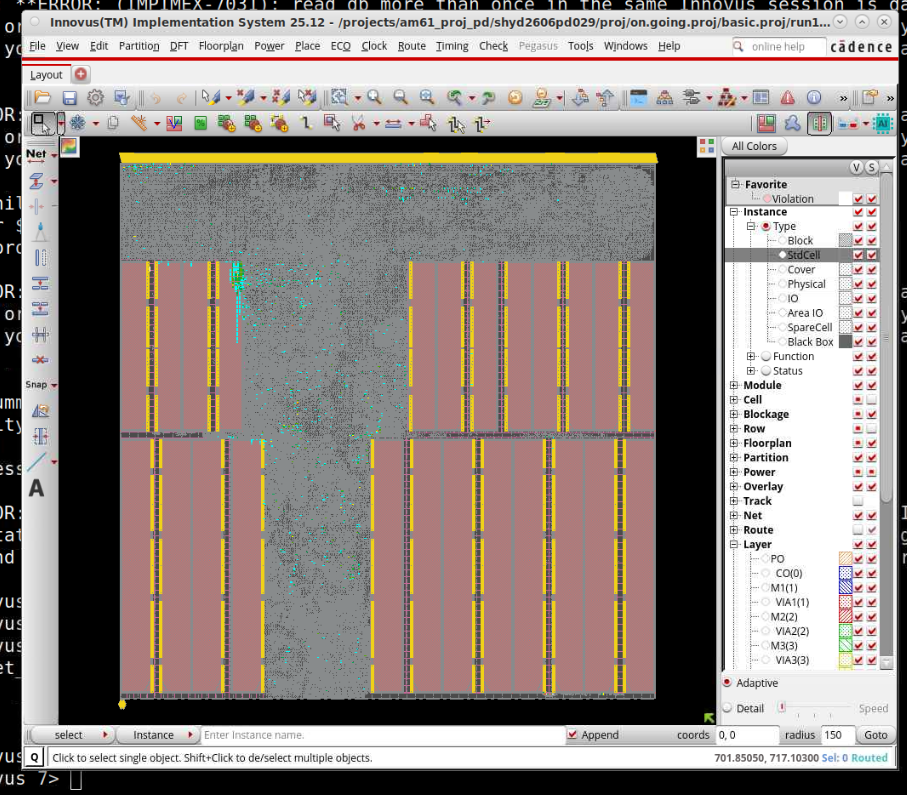 **ERROR: (IMPIMEX-7031): read_db more than once in the same Innovus session is
Innovus(TM) Implementation System 25.12 - /projects/am61_proj_pd/shyd2606pd029/proj/on.going.proj/basic.proj/run1...
File View Edit Partition DFT Floorplan Power Place ECO Clock Route Timing Check Pegasus Tools Windows Help
online help
cādence
Layout
Net
Snap
A
All Colors
V S
Favorite
Violation
Instance
Type
Block
StdCell
Cover
Physical
IO
Area IO
SpareCell
Black Box
Function
Status
Module
Cell
Blockage
Row
Floorplan
Partition
Power
Overlay
Track
Net
Route
Layer
PO
CO(0)
M1(1)
VIA1(1)
M2(2)
VIA2(2)
M3(3)
VIA3(3)
Adaptive
Detail
Speed
select
Instance
Enter Instance name.
Append
coords
0, 0
radius
150
Goto
Q
Click to select single object. Shift+Click to de/select multiple objects.
701.85050, 717.10300 Sel: 0 Routed
vus 7>